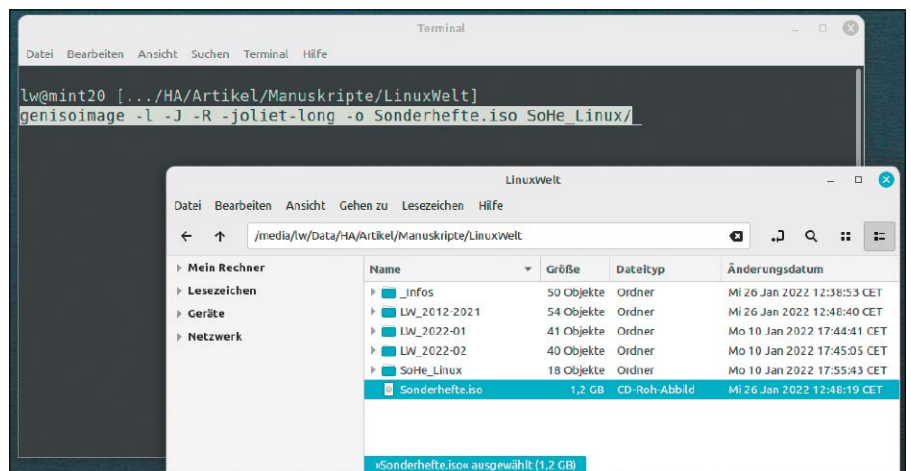 Terminal
Datei Bearbeiten Ansicht Suchen Terminal Hilfe
lw@mint20 [.../HA/Artikel/Manuskripte/LinuxWelt]
genisoimage -l -J -R -joliet-long -o Sonderhefte.iso SoHe_Linux/
LinuxWelt
Datei Bearbeiten Ansicht Gehen zu Lesezeichen Hilfe
/media/lw/Data/HA/Artikel/Manuskripte/LinuxWelt
Mein Rechner
Lesezeichen
Geräte
Netzwerk
Name Größe Dateityp Änderungsdatum
_Infos 50 Objekte Ordner Mi 26 Jan 2022 12:38:53 CET
LW_2012-2021 54 Objekte Ordner Mi 26 Jan 2022 12:48:40 CET
LW_2022-01 41 Objekte Ordner Mo 10 Jan 2022 17:44:41 CET
LW_2022-02 40 Objekte Ordner Mo 10 Jan 2022 17:45:05 CET
SoHe_Linux 18 Objekte Ordner Mo 10 Jan 2022 17:55:43 CET
Sonderhefte.iso 1,2 GB CD-Roh-Abbild Mi 26 Jan 2022 12:48:19 CET
»Sonderhefte.iso« ausgewählt (1,2 GB)